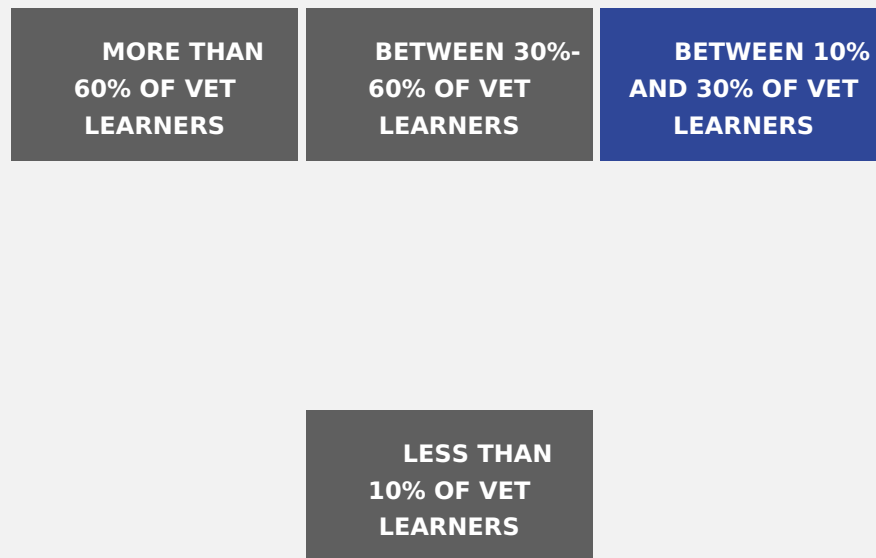 MORE THAN
60% OF VET
LEARNERS
BETWEEN 30%-
60% OF VET
LEARNERS
BETWEEN 10%
AND 30% OF VET
LEARNERS
LESS THAN
10% OF VET
LEARNERS